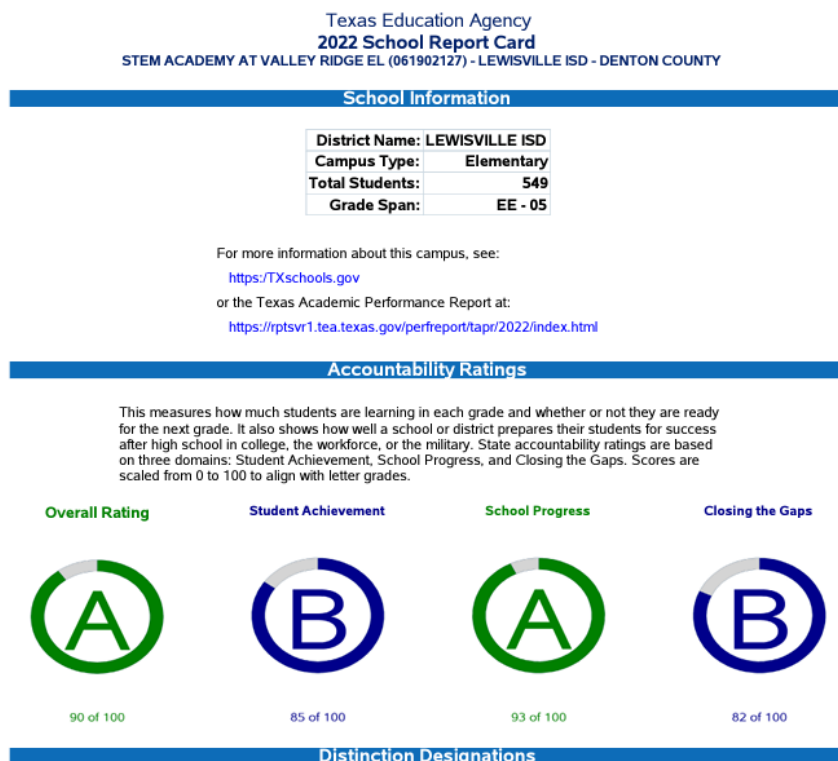 Texas Education Agency
2022 School Report Card
STEM ACADEMY AT VALLEY RIDGE EL (061902127) - LEWISVILLE ISD - DENTON COUNTY
School Information
District Name: LEWISVILLE ISD
Campus Type: Elementary
Total Students: 549
Grade Span: EE - 05
For more information about this campus, see:
https:/TXschools.gov
or the Texas Academic Performance Report at:
https://rptsvr1.tea.texas.gov/perfreport/tapr/2022/index.html
Accountability Ratings
This measures how much students are learning in each grade and whether or not they are ready
for the next grade. It also shows how well a school or district prepares their students for success
after high school in college, the workforce, or the military. State accountability ratings are based
on three domains: Student Achievement, School Progress, and Closing the Gaps. Scores are
scaled from 0 to 100 to align with letter grades.
Overall Rating Student Achievement School Progress Closing the Gaps
A B A B
90 of 100 85 of 100 93 of 100 82 of 100
Distinction Designations